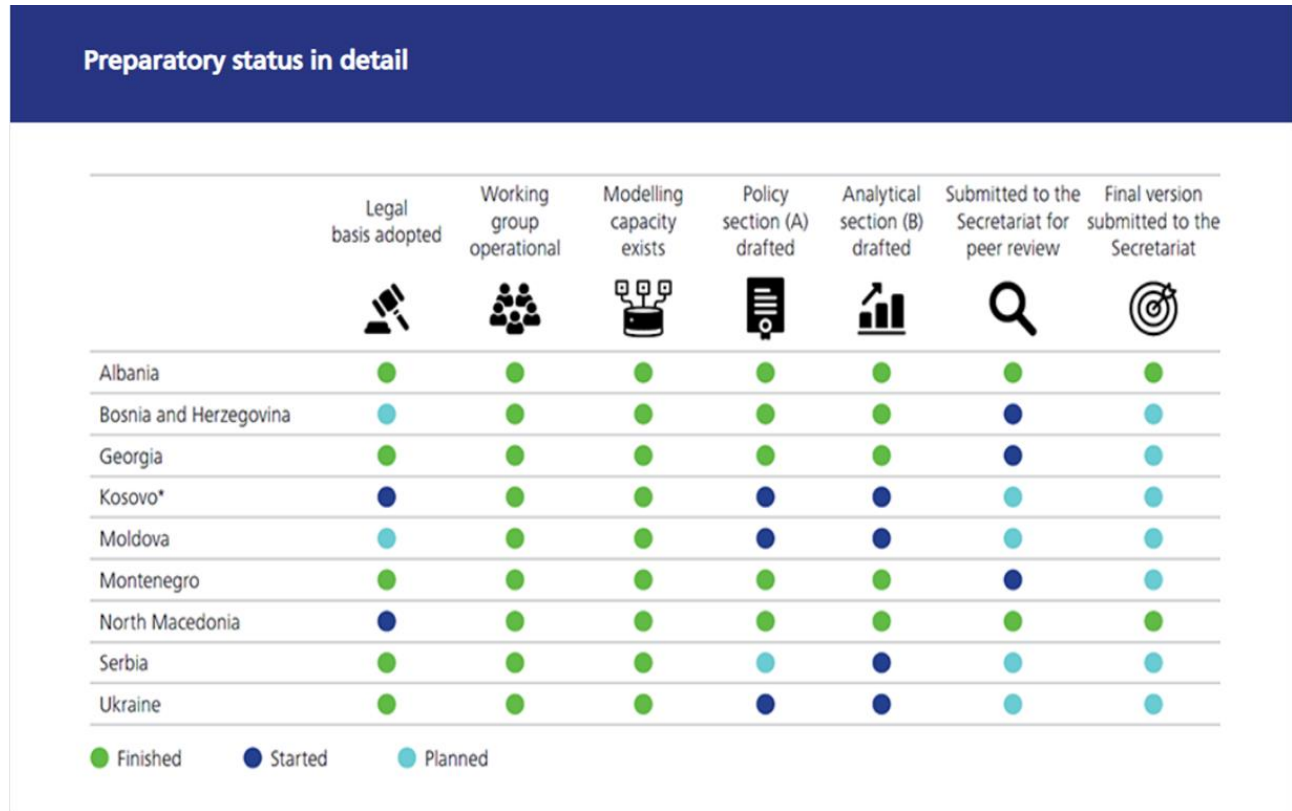 Preparatory status in detail
Legal
basis adopted
Working
group
operational
Modelling
capacity
exists
Policy
section (A)
drafted
Analytical
section (B)
drafted
Submitted to the
Secretariat for
peer review
Final version
submitted to the
Secretariat
Albania
Bosnia and Herzegovina
Georgia
Kosovo*
Moldova
Montenegro
North Macedonia
Serbia
Ukraine
Finished
Started
Planned